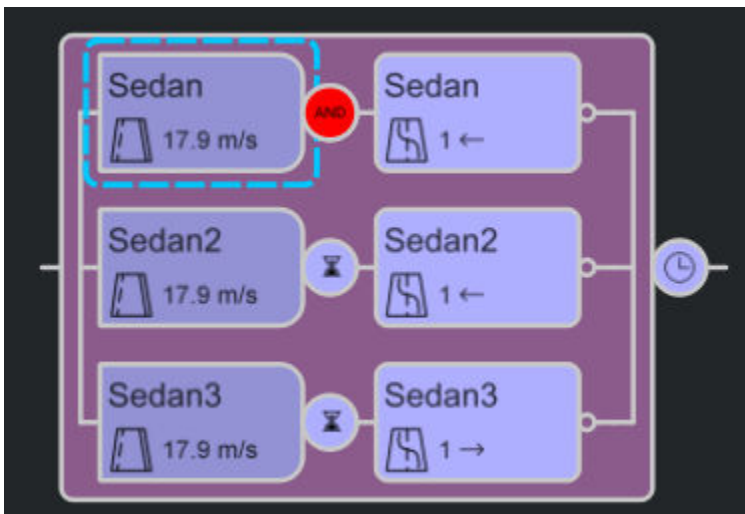 Sedan
17.9 m/s
AND
Sedan
1 ←
Sedan2
17.9 m/s
Sedan2
1 ←
Sedan3
17.9 m/s
Sedan3
1 →